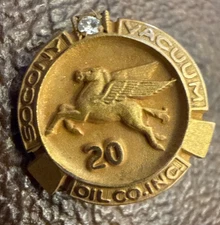 SOCONY
VACUUM
20
OIL CO. INC.